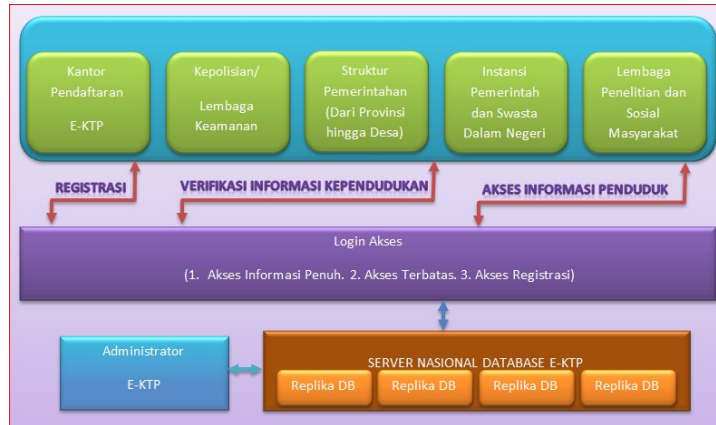 Kantor
Pendaftaran
E-KTP
Kepolisian/
Lembaga
Keamanan
Struktur
Pemerintahan
(Dari Provinsi
hingga Desa)
Instansi
Pemerintah
dan Swasta
Dalam Negeri
Lembaga
Penelitian dan
Sosial
Masyarakat
REGISTRASI
VERIFIKASI INFORMASI KEPENDUDUKAN
AKSES INFORMASI PENDUDUK
Login Akses
(1. Akses Informasi Penuh. 2. Akses Terbatas. 3. Akses Registrasi)
Administrator
E-KTP
SERVER NASIONAL DATABASE E-KTP
Replika DB
Replika DB
Replika DB
Replika DB